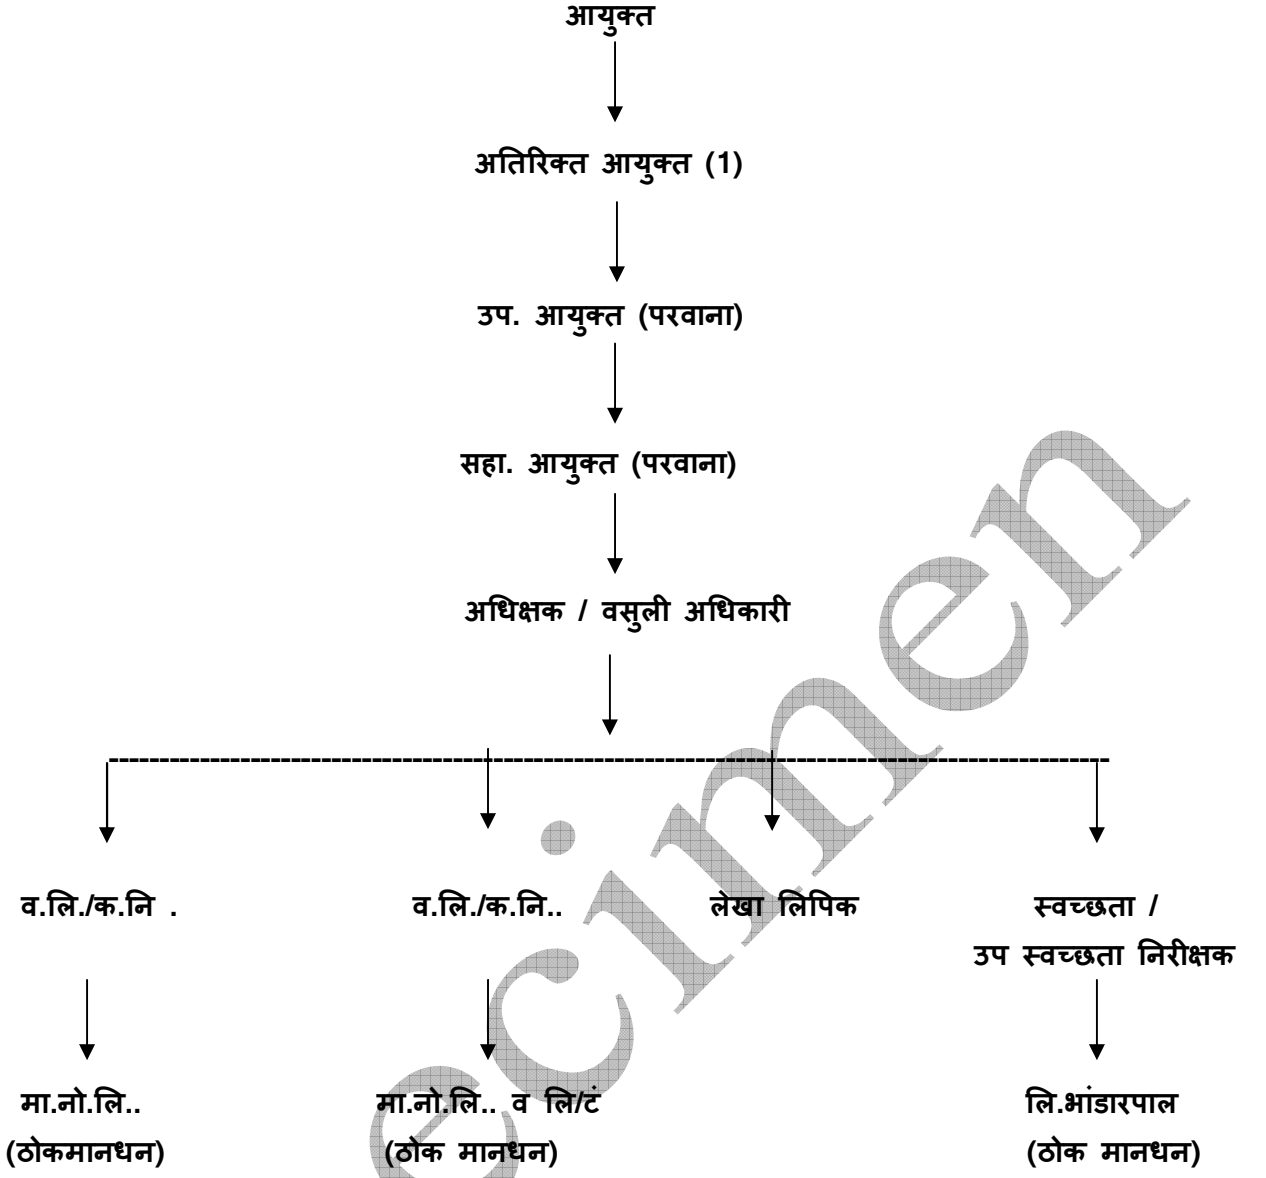 आयुक्त
अतिरिक्त आयुक्त (1)
उप. आयुक्त (परवाना)
सहा. आयुक्त (परवाना)
अधिक्षक / वसुली अधिकारी
व.लि./क.नि . व.लि./क.नि.. लेखा लिपिक स्वच्छता /
उप स्वच्छता निरीक्षक
मा.नो.लि.. मा.नो.लि.. व लि/टं लि.भांडारपाल
(ठोकमानधन) (ठोक मानधन) (ठोक मानधन)
ecimen